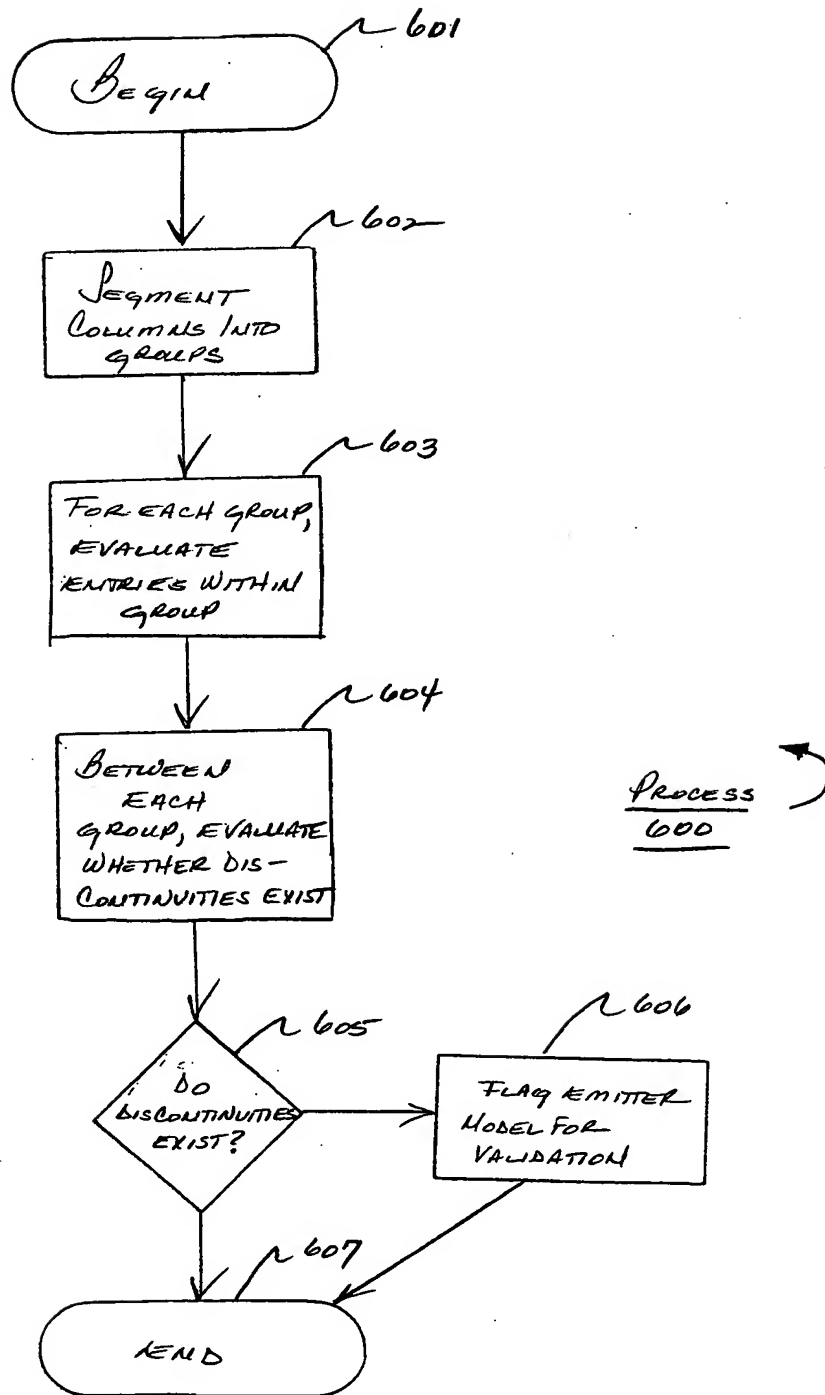 601
BEGIN
602
SEGMENT
COLUMNS INTO
GROUPS
603
FOR EACH GROUP,
EVALUATE
ENTRIES WITHIN
GROUP
604
BETWEEN
EACH
GROUP, EVALUATE
WHETHER DIS-
CONTINUITIES EXIST
PROCESS
600
605
DO
DISCONTINUITIES
EXIST?
606
FLAG EMITTER
MODEL FOR
VALIDATION
607
END